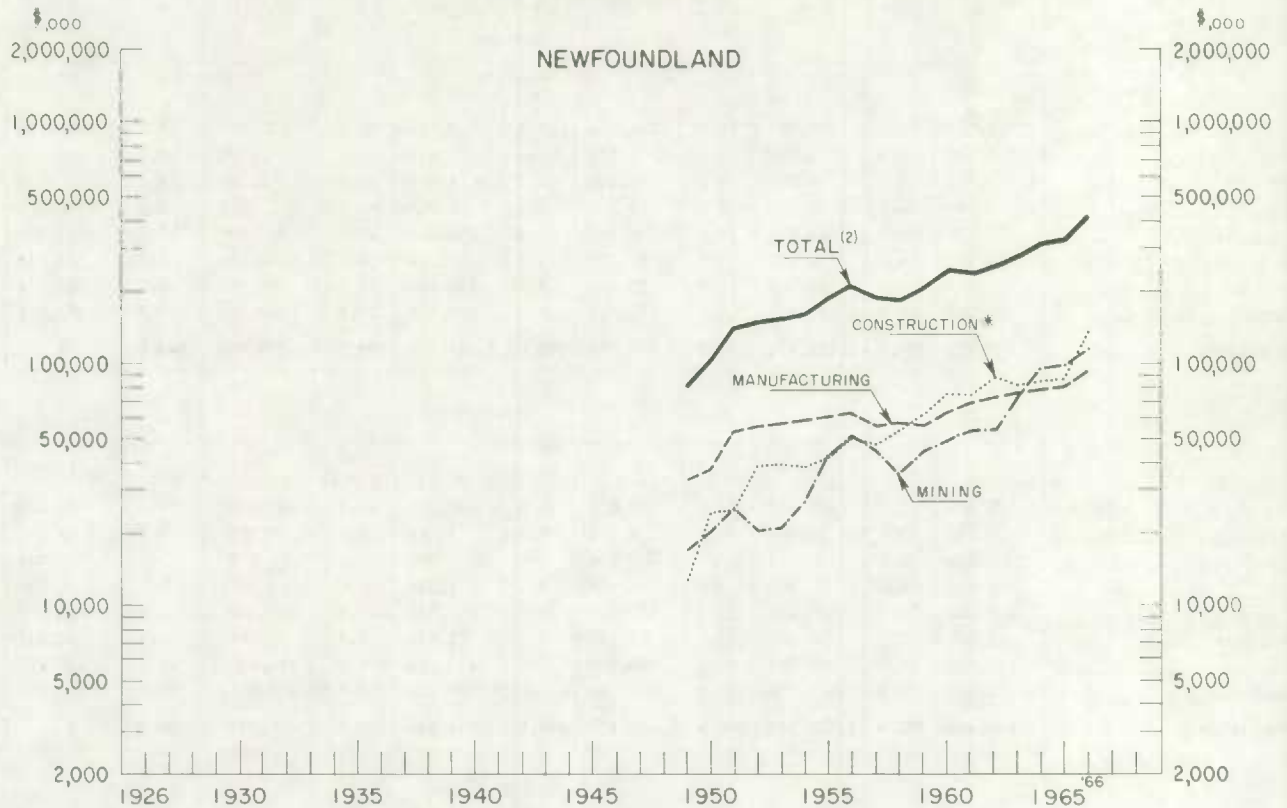 $,000 $,000
2,000,000 2,000,000
NEWFOUNDLAND
1,000,000 1,000,000
500,000 500,000
TOTAL(2)
CONSTRUCTION*
100,000 100,000
MANUFACTURING
50,000 50,000
MINING
10,000 10,000
5,000 5,000
2,000 2,000
1926 1930 1935 1940 1945 1950 1955 1960 1965 '66